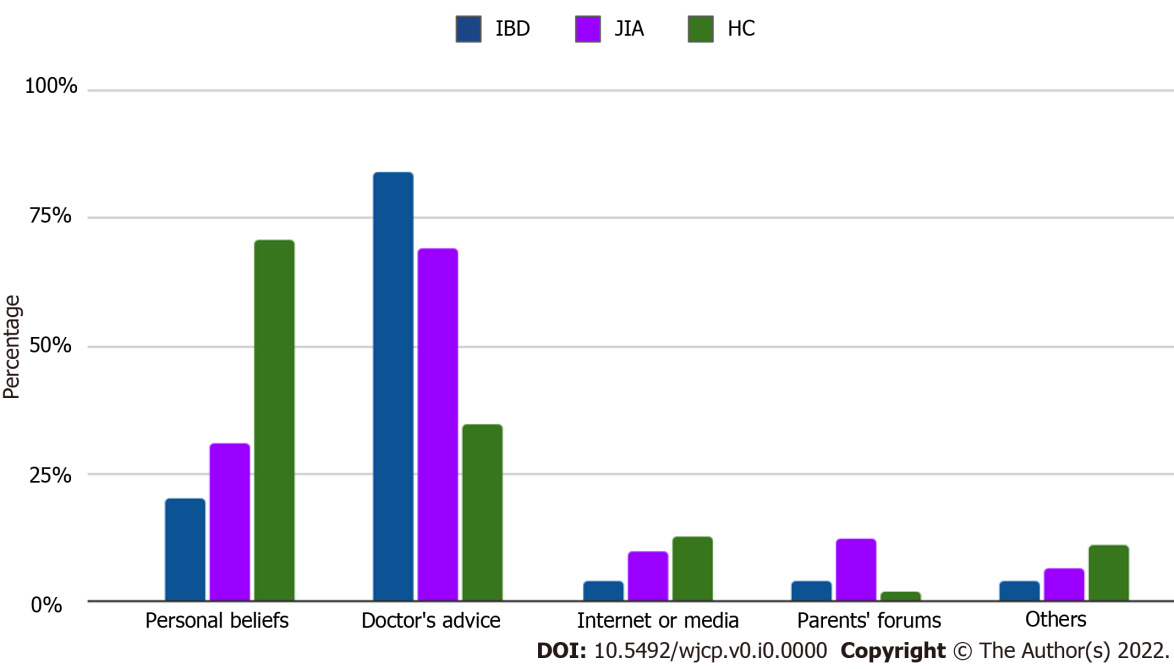 IBD JIA HC
100%
75%
50%
25%
0%
Percentage
Personal beliefs Doctor's advice Internet or media Parents' forums Others
DOI: 10.5492/wjcp.v0.i0.0000 Copyright © The Author(s) 2022.